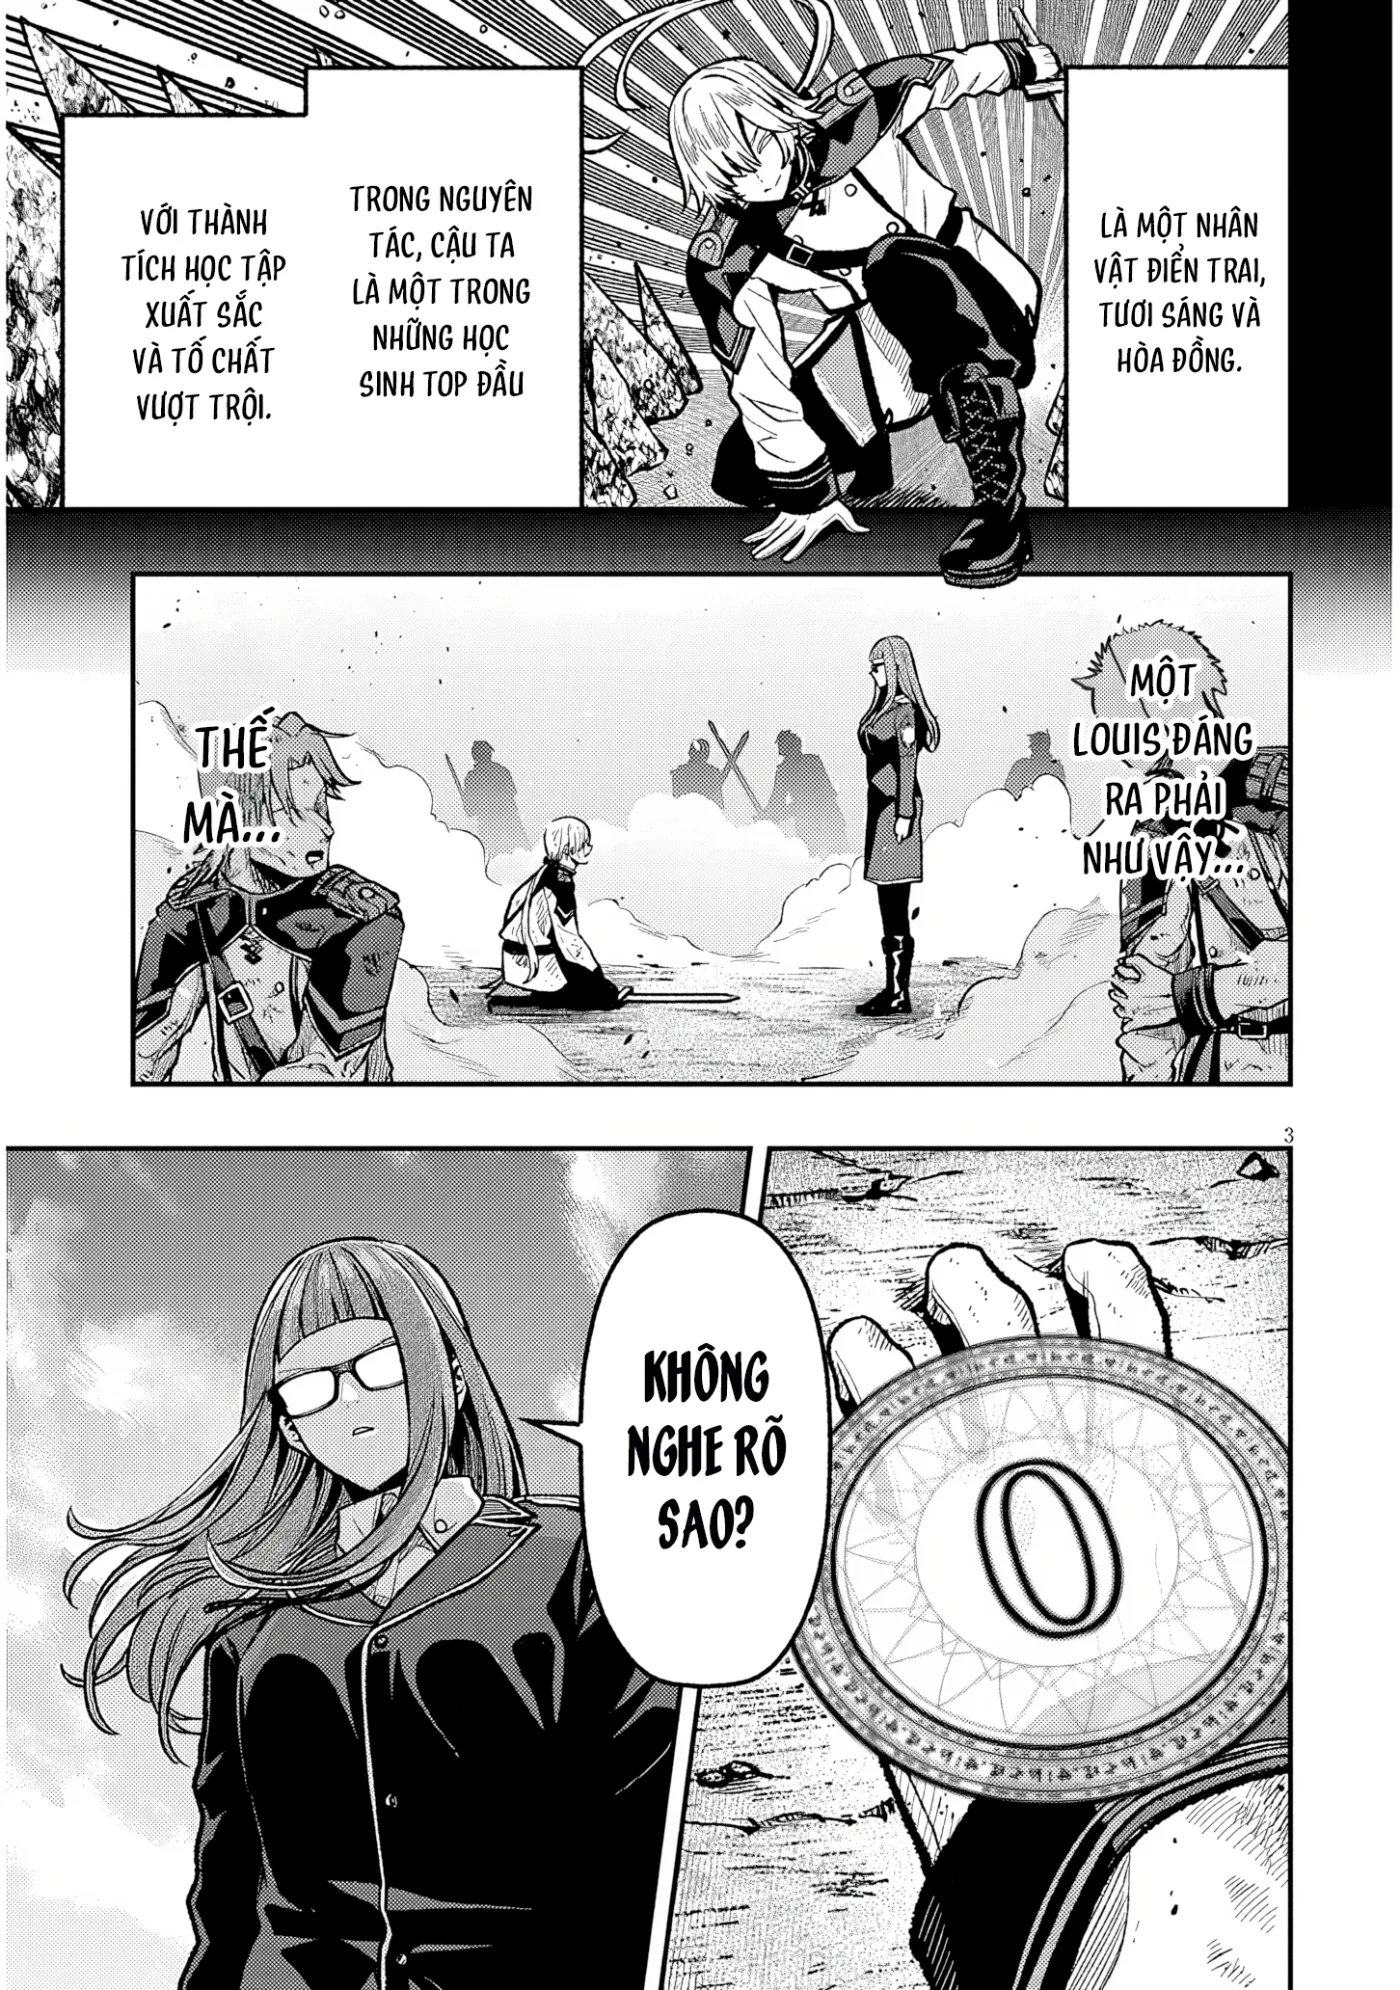 LÀ MỘT NHÂN
VẬT ĐIỂN TRAI,
TƯƠI SÁNG VÀ
HÒA ĐỒNG.
TRONG NGUYÊN
TÁC, CẬU TA
LÀ MỘT TRONG
NHỮNG HỌC
SINH TOP ĐẦU
VỚI THÀNH
TÍCH HỌC TẬP
XUẤT SẮC
VÀ TỐ CHẤT
VƯỢT TRỘI.
MỘT
LOUIS ĐÁNG
RA PHẢI
NHƯ VẬY...
THẾ
MÀ...
3
0
KHÔNG
NGHE RÕ
SAO?